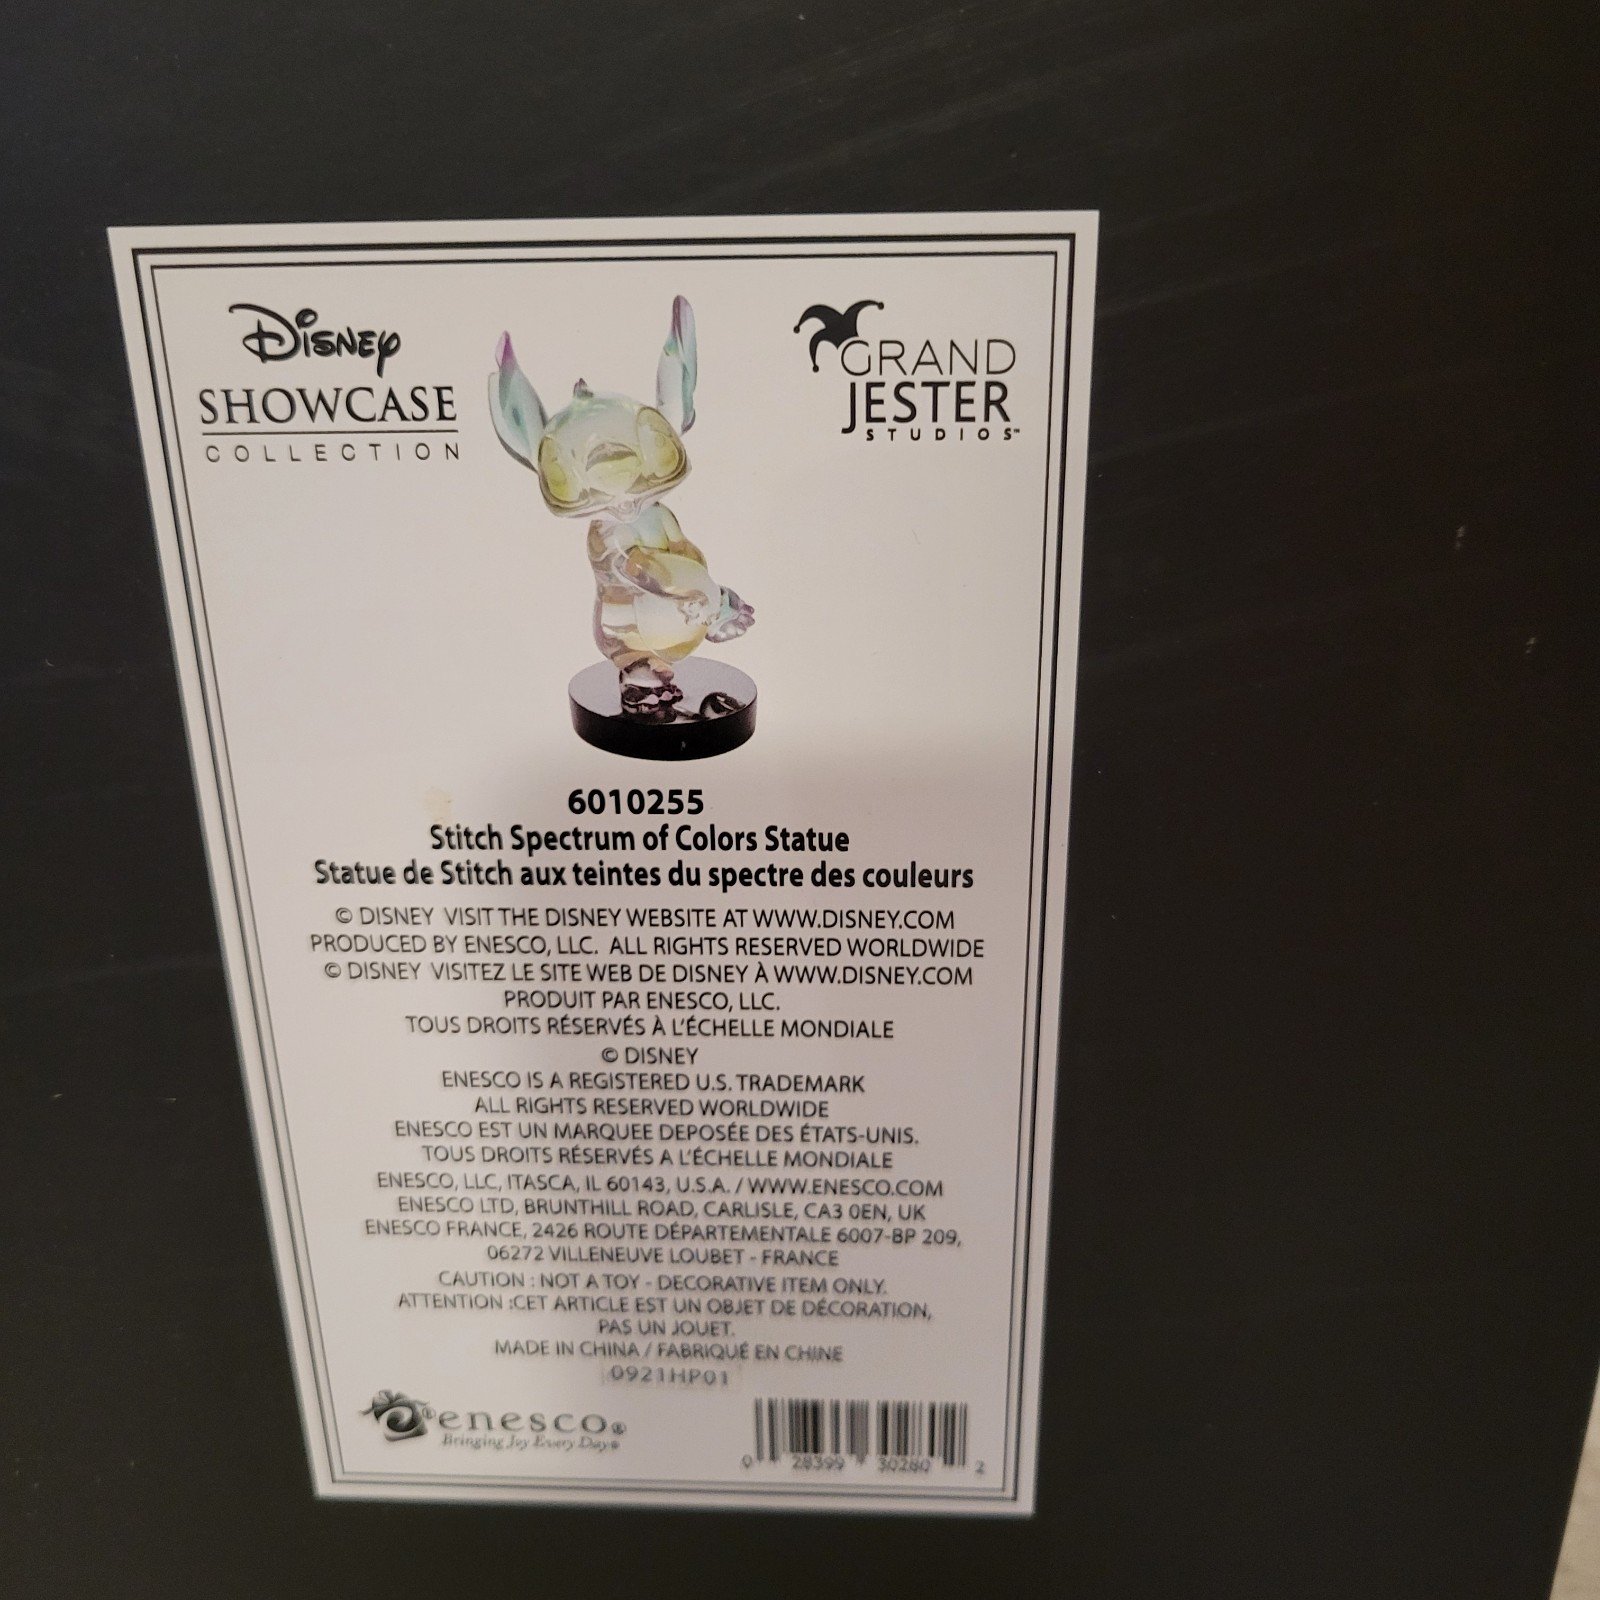 Disney
SHOWCASE
COLLECTION
GRAND
JESTER
STUDIOS™
6010255
Stitch Spectrum of Colors Statue
Statue de Stitch aux teintes du spectre des couleurs
© DISNEY VISIT THE DISNEY WEBSITE AT WWW.DISNEY.COM
PRODUCED BY ENESCO, LLC. ALL RIGHTS RESERVED WORLDWIDE
© DISNEY VISITEZ LE SITE WEB DE DISNEY À WWW.DISNEY.COM
PRODUIT PAR ENESCO, LLC.
TOUS DROITS RÉSERVÉS À L'ÉCHELLE MONDIALE
© DISNEY
ENESCO IS A REGISTERED U.S. TRADEMARK
ALL RIGHTS RESERVED WORLDWIDE
ENESCO EST UN MARQUEE DEPOSÉE DES ÉTATS-UNIS.
TOUS DROITS RÉSERVÉS A L'ÉCHELLE MONDIALE
ENESCO, LLC, ITASCA, IL 60143, U.S.A. / WWW.ENESCO.COM
ENESCO LTD, BRUNTHILL ROAD, CARLISLE, CA3 0EN, UK
ENESCO FRANCE, 2426 ROUTE DÉPARTEMENTALE 6007-BP 209,
06272 VILLENEUVE LOUBET - FRANCE
CAUTION : NOT A TOY - DECORATIVE ITEM ONLY.
ATTENTION :CET ARTICLE EST UN OBJET DE DÉCORATION,
PAS UN JOUET.
MADE IN CHINA / FABRIQUÉ EN CHINE
0921HP01
enesco®
Bringing Joy Every Day®
0 28399 30280 2